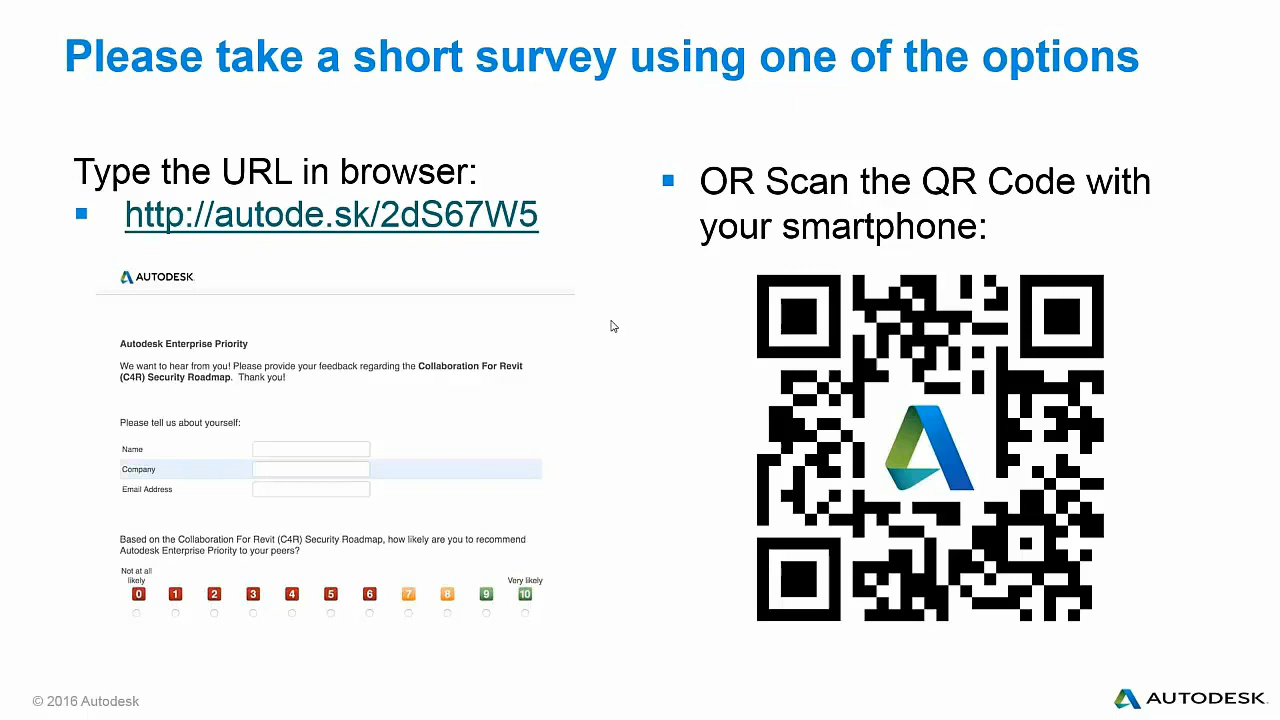 Please take a short survey using one of the options
Type the URL in browser:
http://autode.sk/2dS67W5
AUTODESK.
Autodesk Enterprise Priority
We want to hear from you! Please provide your feedback regarding the Collaboration For Revit
(C4R) Security Roadmap. Thank you!
Please tell us about yourself:
Name
Company
Email Address
Based on the Collaboration For Revit (C4R) Security Roadmap, how likely are you to recommend
Autodesk Enterprise Priority to your peers?
Not at all
likely
Very likely
0 1 2 3 4 5 6 7 8 9 10
OR Scan the QR Code with
your smartphone:
© 2016 Autodesk
AUTODESK.